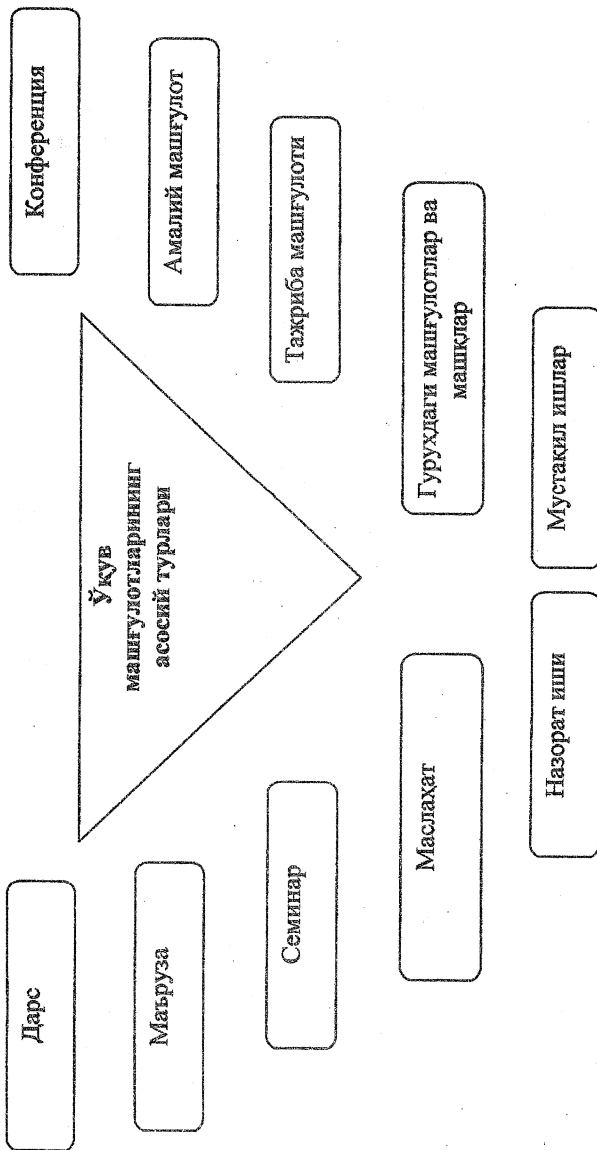 Ўқув
машғулотларининг
асосий турлари
Дарс
Маъруза
Семинар
Маслаҳат
Назорат иши
Конференция
Амалий машғулот
Тажриба машғулоти
Гуруҳдаги машғулотлар ва
машқлар
Мустақил ишлар